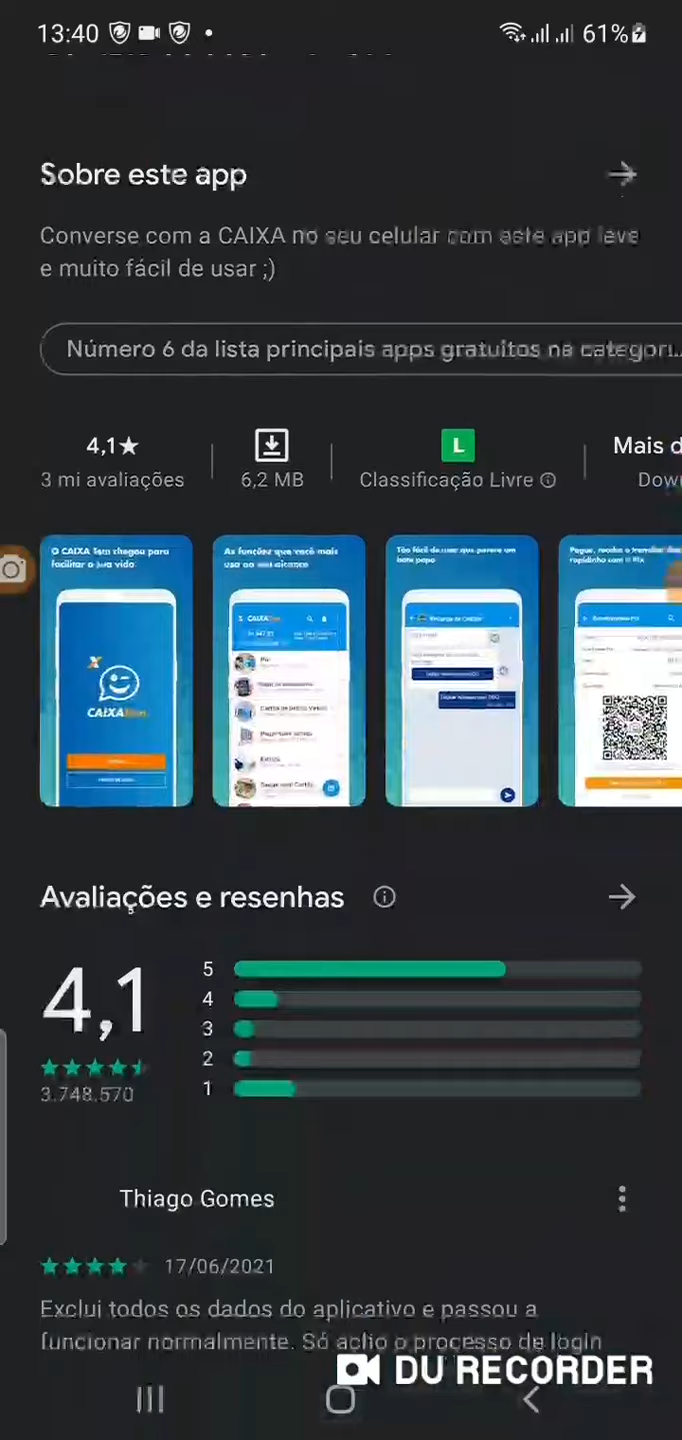 13:40 61%
Sobre este app
Converse com a CAIXA no seu celular com este app leve
e muito fácil de usar ;)
Número 6 da lista principais apps gratuitos na categori...
4,1★ L Mais d
3 mi avaliações 6,2 MB Classificação Livre Dow
O CAIXA Tem chegou para
facilitar a sua vida
CAIXA Tem
As funções que você mais
usa ao seu alcance
CAIXA
Pix
Tão fácil de usar que parece um
bate papo
Pague, receba e transfira
rapidinho com o Pix
Avaliações e resenhas
4,1
5
4
3
2
1
3.748.570
Thiago Gomes
17/06/2021
Exclui todos os dados do aplicativo e passou a
funcionar normalmente. Só acho o processo de login
DU RECORDER